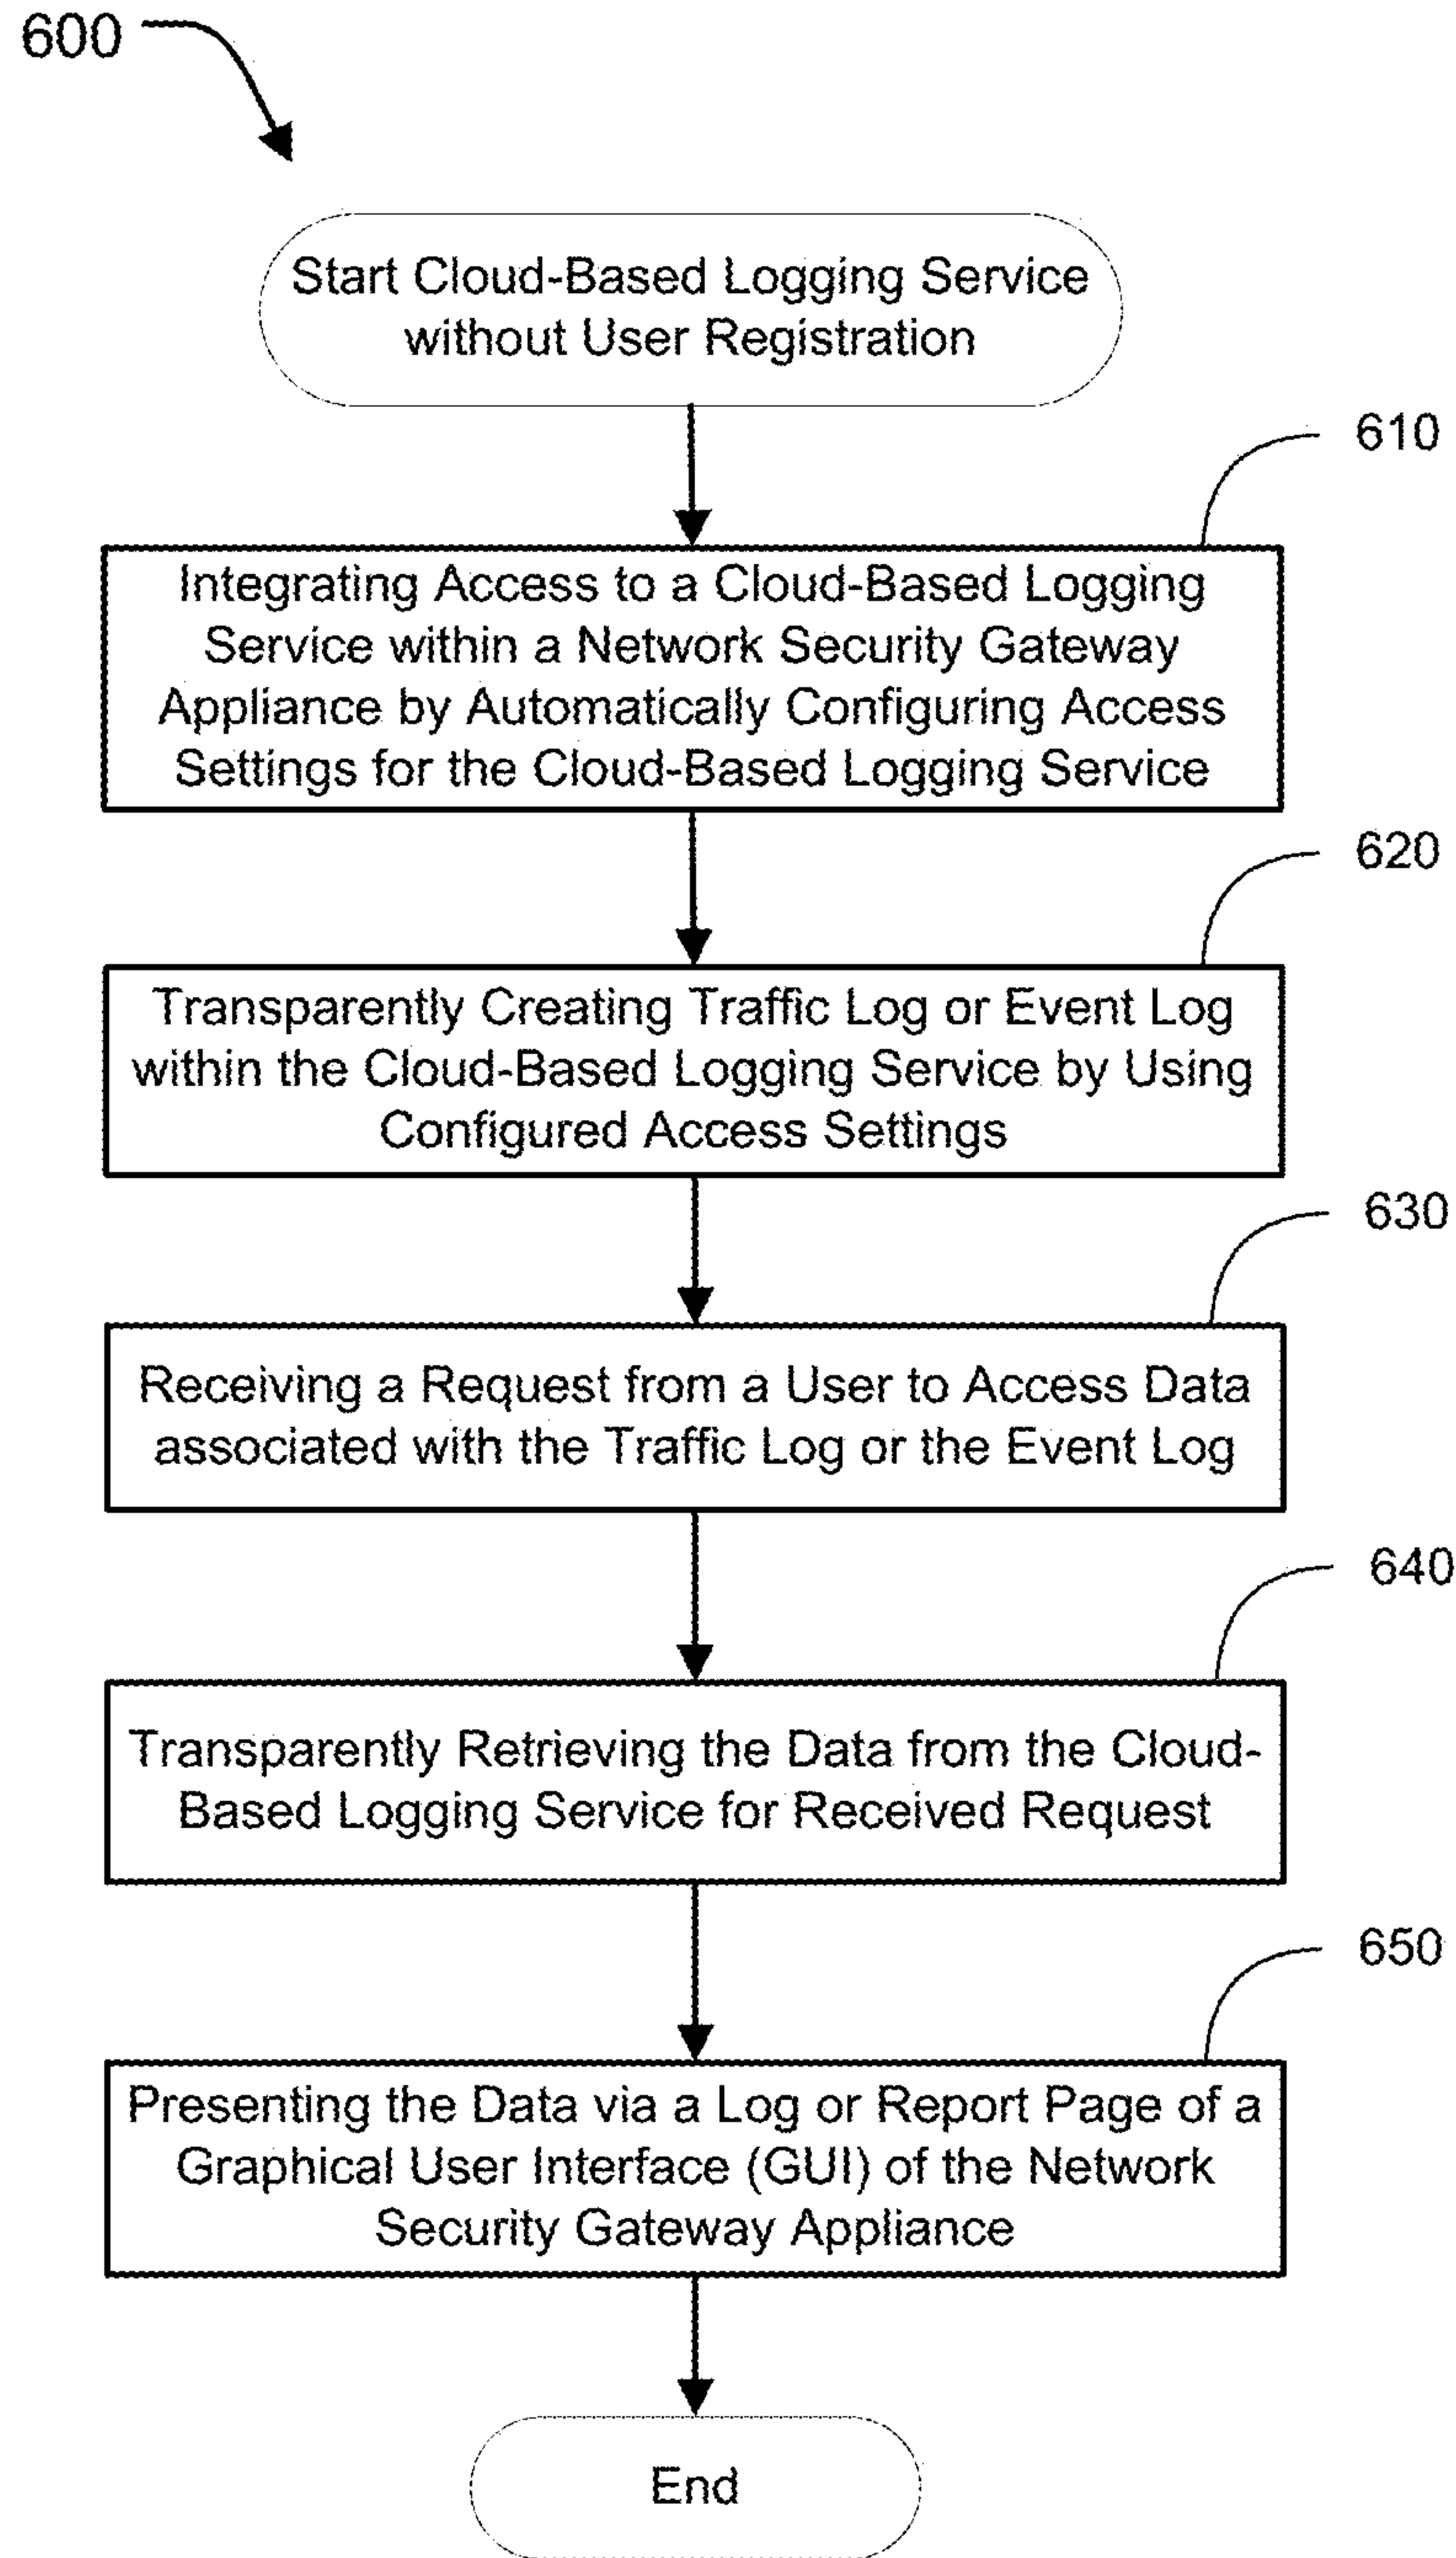 600
Start Cloud-Based Logging Service
without User Registration
610
Integrating Access to a Cloud-Based Logging
Service within a Network Security Gateway
Appliance by Automatically Configuring Access
Settings for the Cloud-Based Logging Service
620
Transparently Creating Traffic Log or Event Log
within the Cloud-Based Logging Service by Using
Configured Access Settings
630
Receiving a Request from a User to Access Data
associated with the Traffic Log or the Event Log
640
Transparently Retrieving the Data from the Cloud-
Based Logging Service for Received Request
650
Presenting the Data via a Log or Report Page of a
Graphical User Interface (GUI) of the Network
Security Gateway Appliance
End